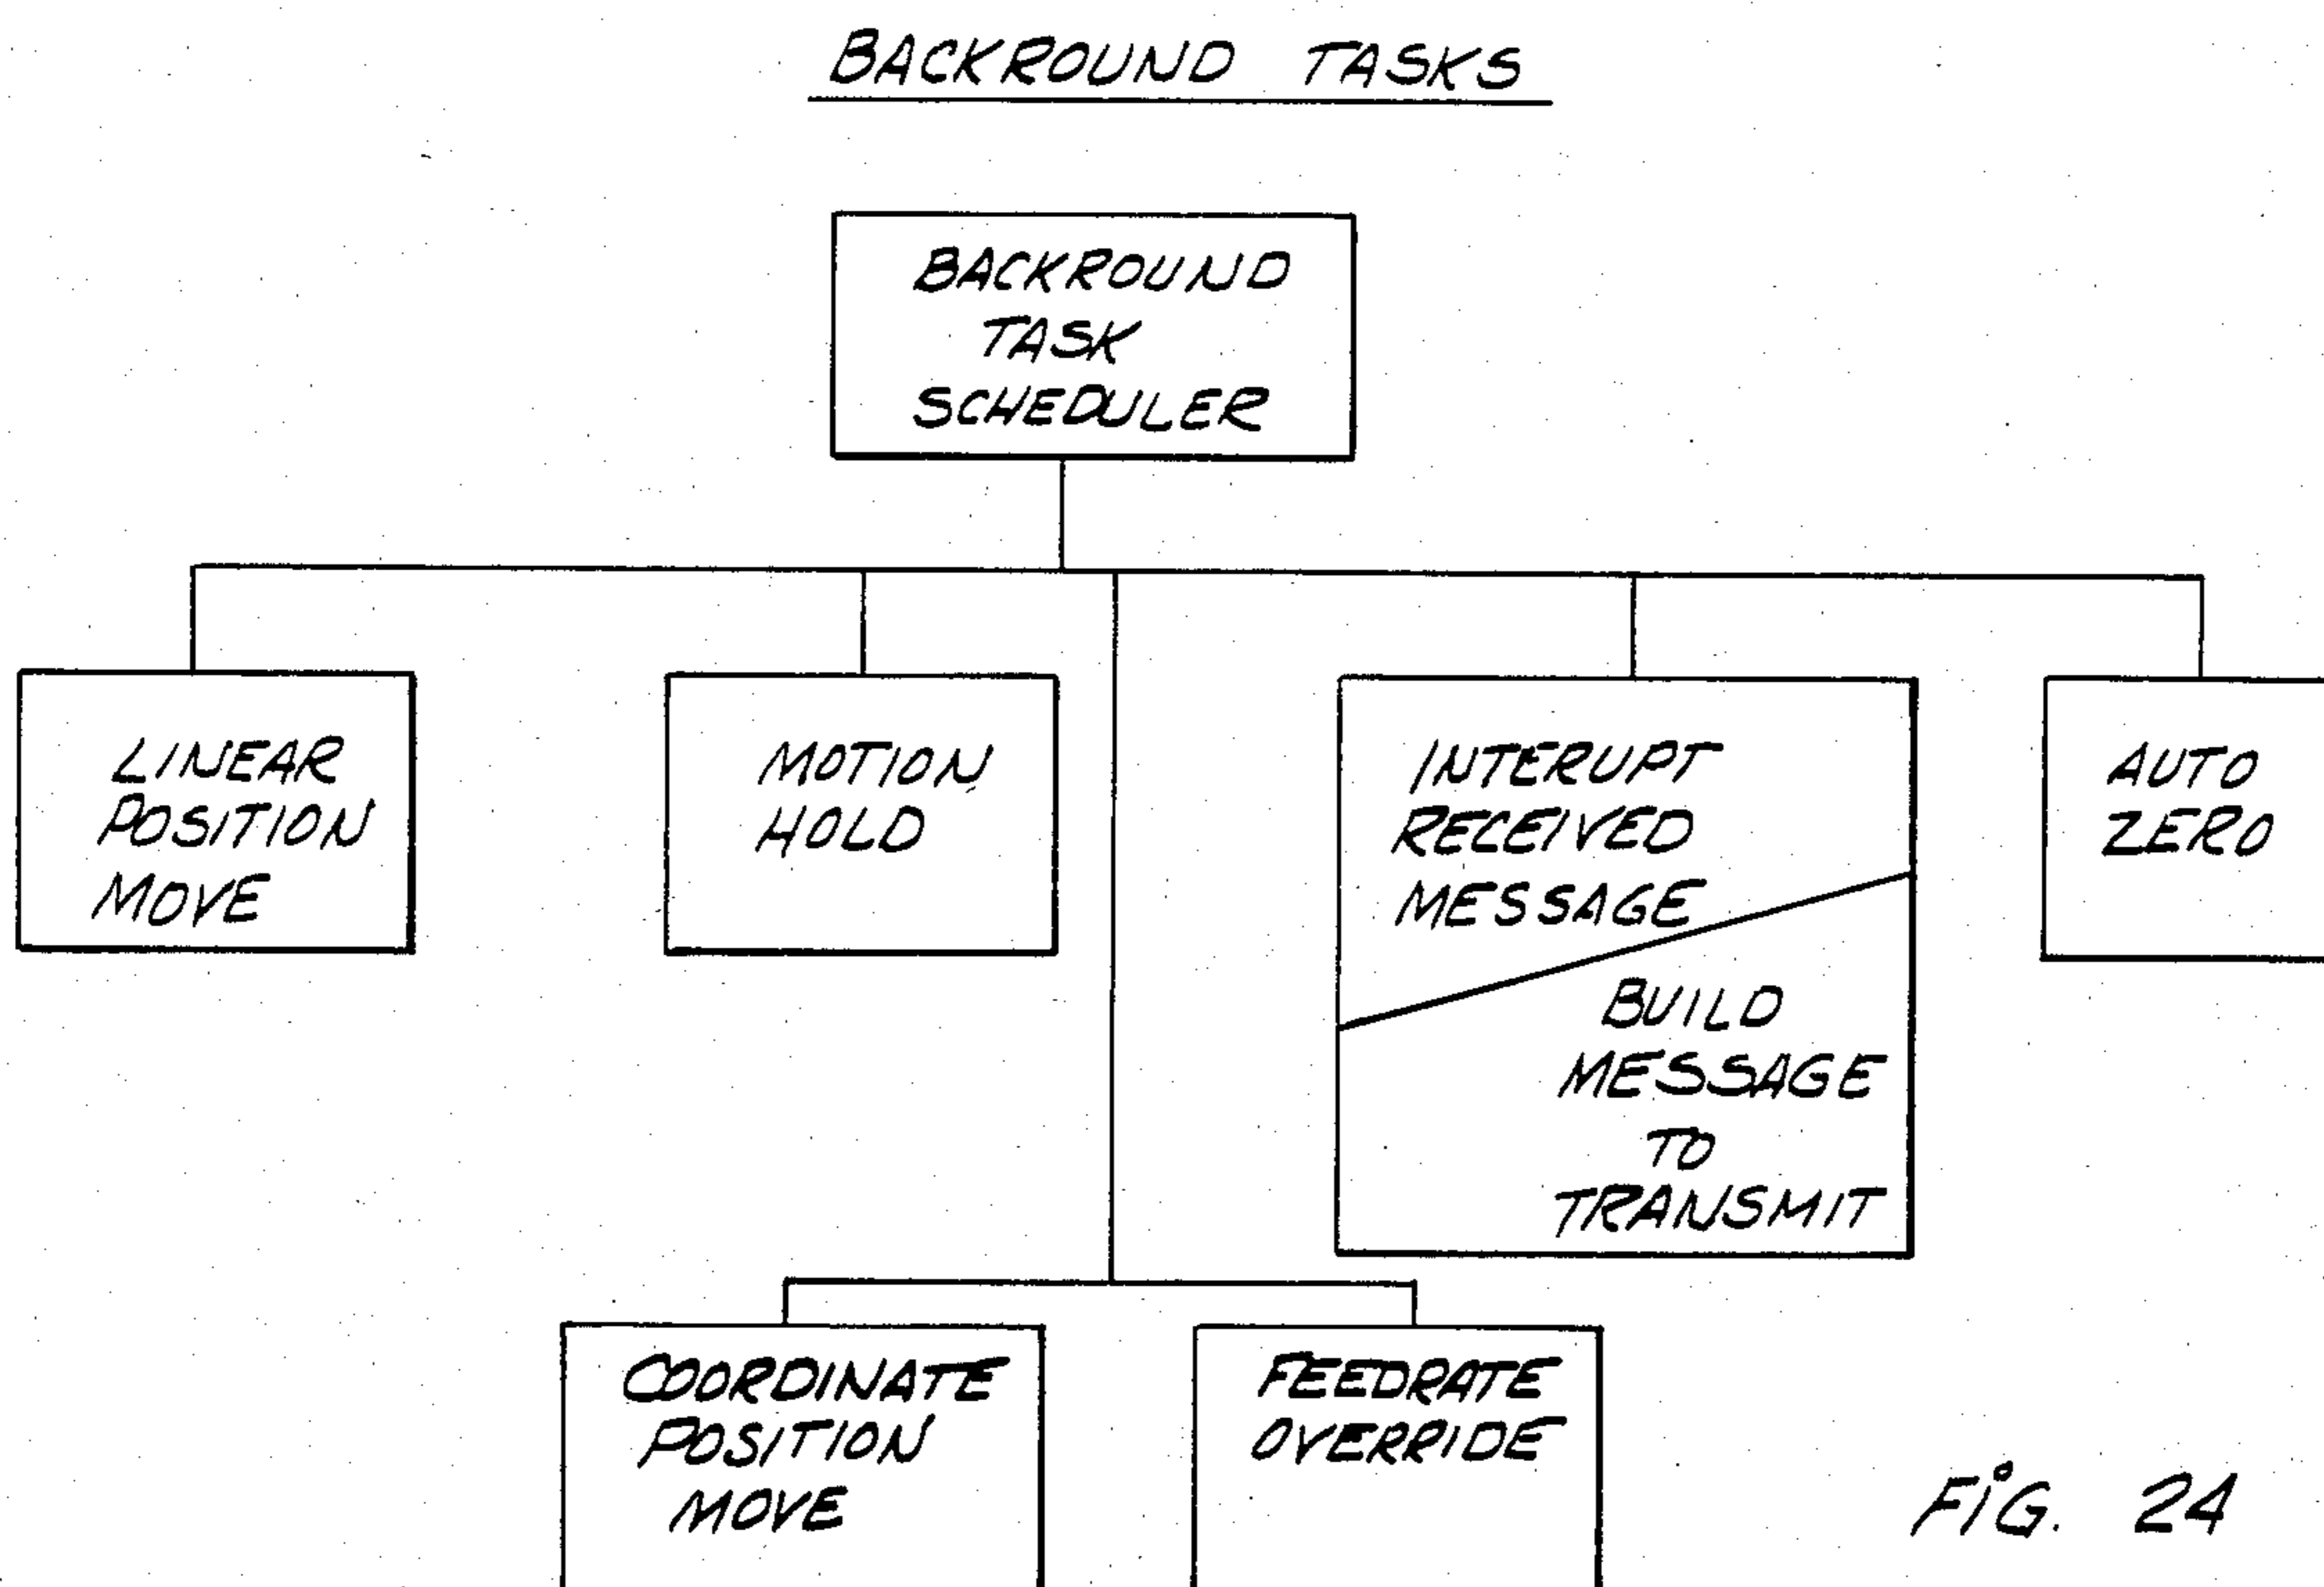 BACKROUND TASKS
BACKROUND
TASK
SCHEDULER
LINEAR
POSITION
MOVE
MOTION
HOLD
INTERUPT
RECEIVED
MESSAGE
BUILD
MESSAGE
TO
TRANSMIT
AUTO
ZERO
COORDINATE
POSITION
MOVE
FEEDRATE
OVERRIDE
FIG. 24